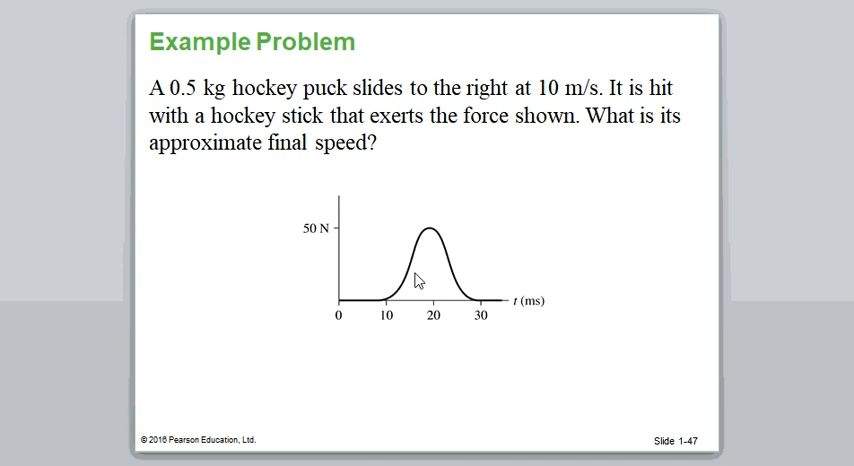 Example Problem
A 0.5 kg hockey puck slides to the right at 10 m/s. It is hit
with a hockey stick that exerts the force shown. What is its
approximate final speed?
50 N
t (ms)
0 10 20 30
© 2016 Pearson Education, Ltd.
Slide 1-47